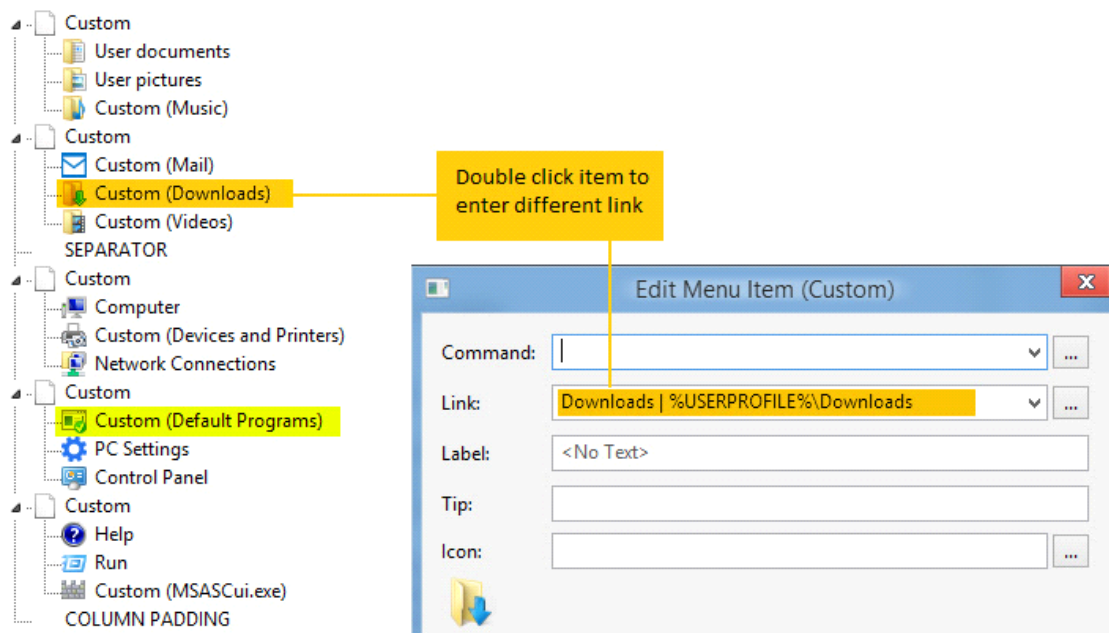 Custom
User documents
User pictures
Custom (Music)
Custom
Custom (Mail)
Custom (Downloads)
Custom (Videos)
SEPARATOR
Custom
Computer
Custom (Devices and Printers)
Network Connections
Custom
Custom (Default Programs)
PC Settings
Control Panel
Custom
Help
Run
Custom (MSASCui.exe)
COLUMN PADDING
Double click item to
enter different link
Edit Menu Item (Custom)
x
Command:
...
Link: Downloads | %USERPROFILE%\Downloads
...
Label: <No Text>
Tip:
Icon:
...